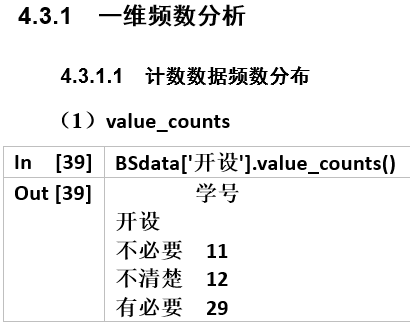 4.3.1 一维频数分析
4.3.1.1 计数数据频数分布
（1）value_counts
In [39] BSdata['开设'].value_counts()
Out [39] 学号
开设
不必要 11
不清楚 12
有必要 29